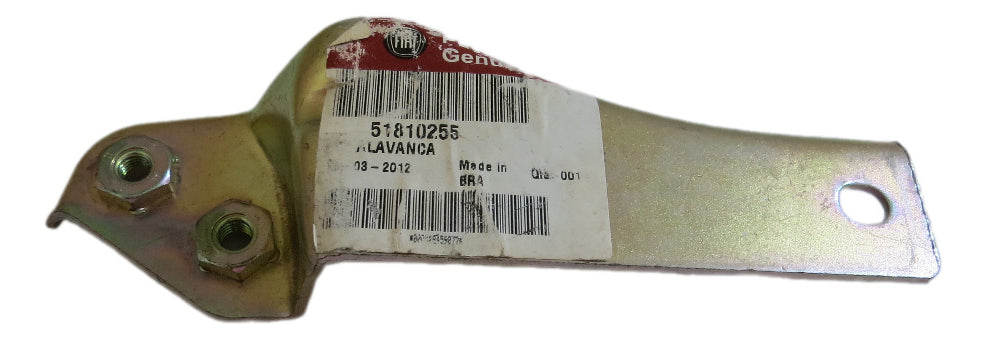 FIAT
Genu
51810255
ALAVANCA
03-2012 Made in Qta. 001
BRA